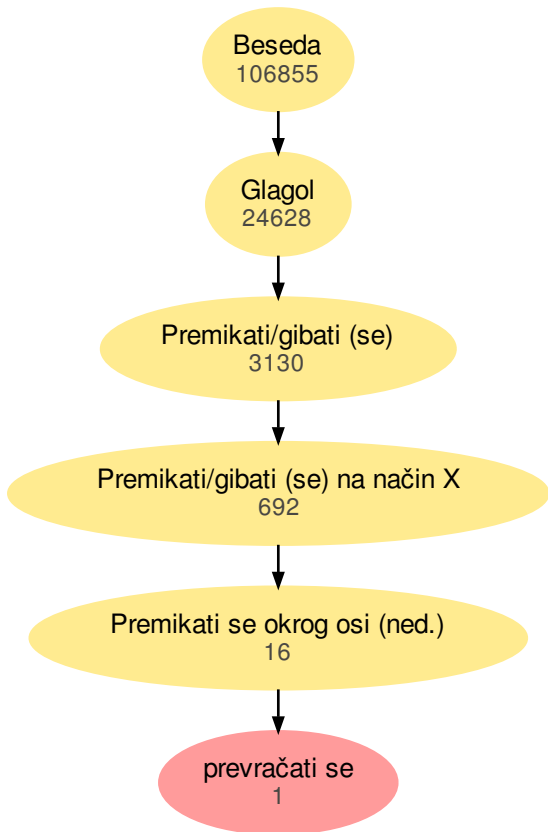 Beseda
106855
Glagol
24628
Premikati/gibati (se)
3130
Premikati/gibati (se) na način X
692
Premikati se okrog osi (ned.)
16
prevračati se
1